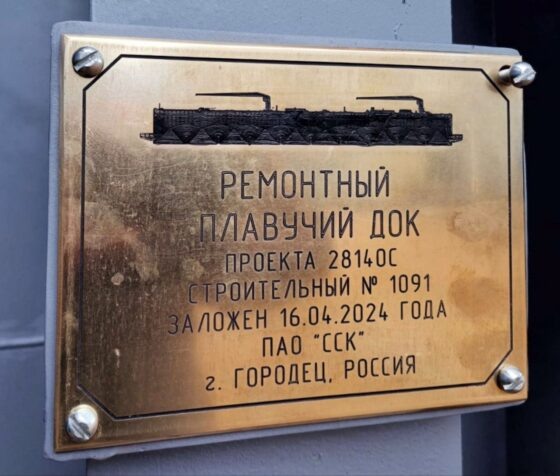 РЕМОНТНЫЙ
ПЛАВУЧИЙ ДОК
ПРОЕКТА 28140С
СТРОИТЕЛЬНЫЙ № 1091
ЗАЛОЖЕН 16.04.2024 ГОДА
ПАО "ССК"
г. ГОРОДЕЦ, РОССИЯ